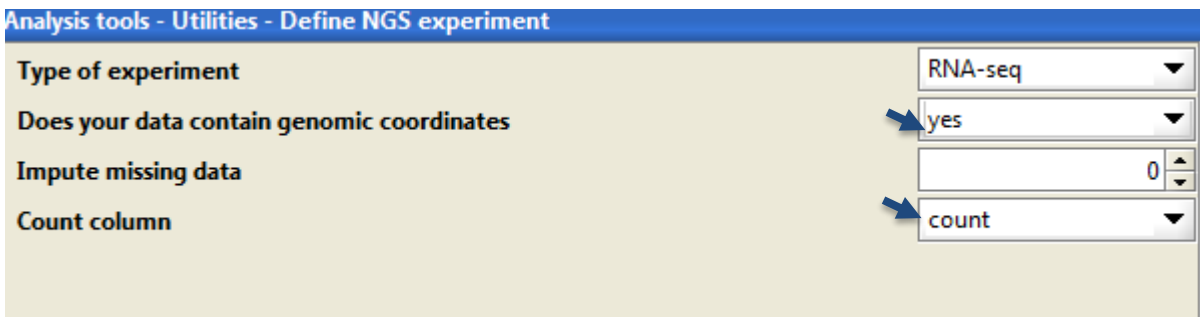 Analysis tools - Utilities - Define NGS experiment
Type of experiment RNA-seq
Does your data contain genomic coordinates yes
Impute missing data 0
Count column count